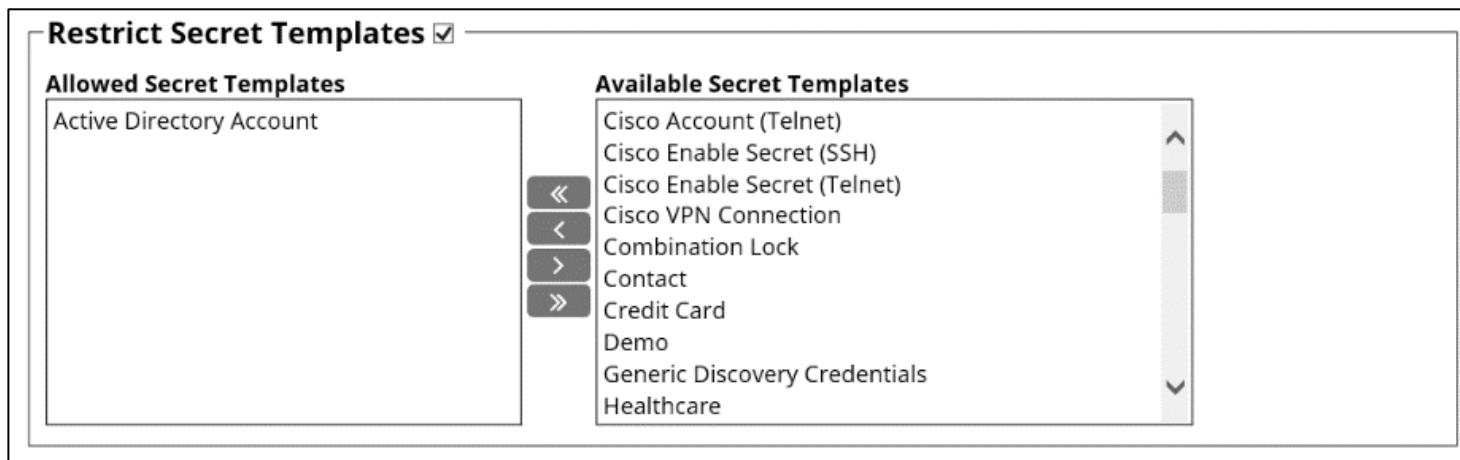 Restrict Secret Templates
Allowed Secret Templates
Active Directory Account
Available Secret Templates
Cisco Account (Telnet)
Cisco Enable Secret (SSH)
Cisco Enable Secret (Telnet)
Cisco VPN Connection
Combination Lock
Contact
Credit Card
Demo
Generic Discovery Credentials
Healthcare